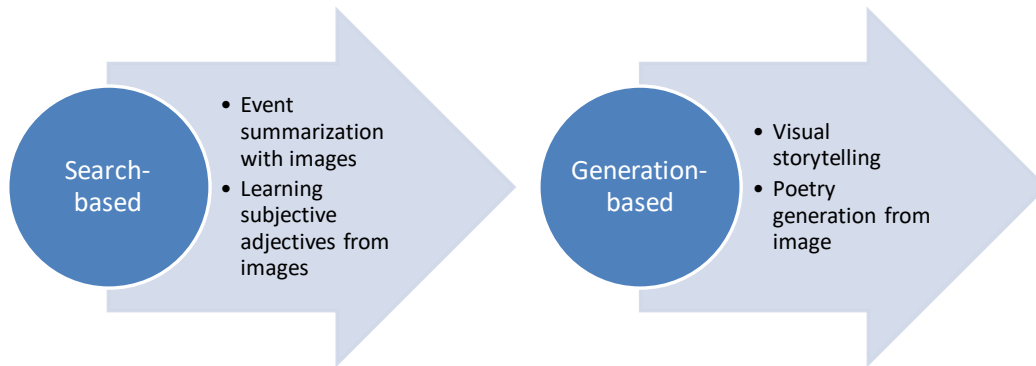 Search-
based
• Event
summarization
with images
• Learning
subjective
adjectives from
images
Generation-
based
• Visual
storytelling
• Poetry
generation from
image